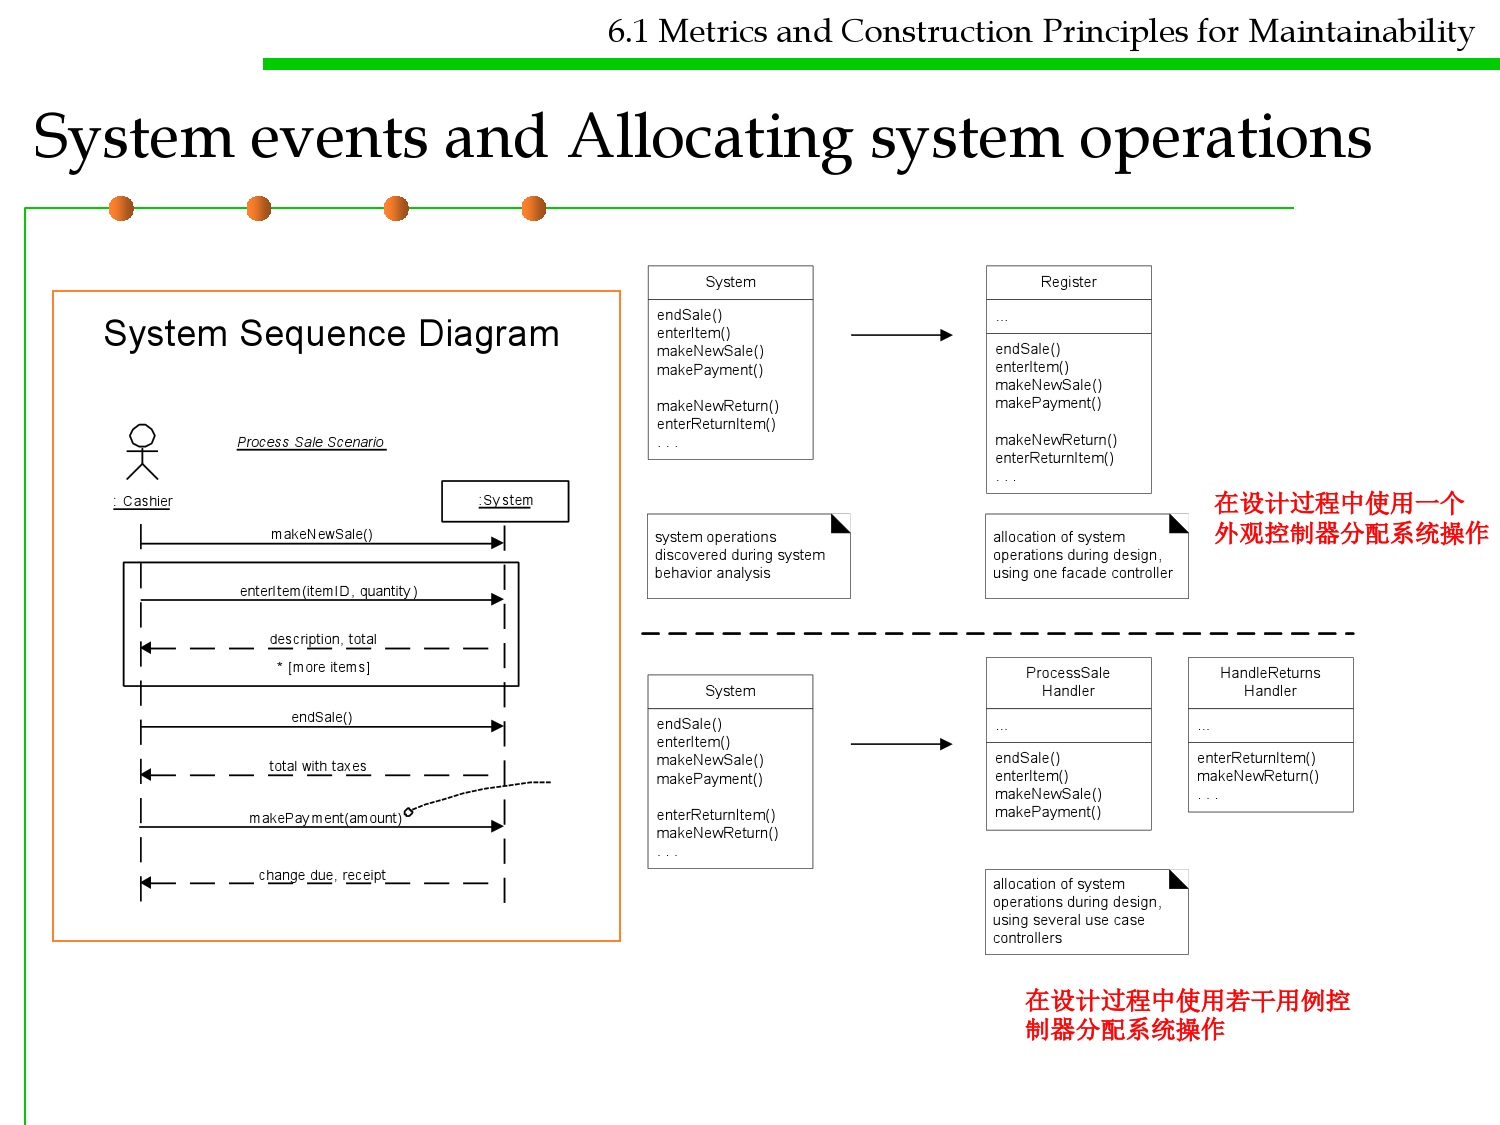 6.1 Metrics and Construction Principles for Maintainability
System events and Allocating system operations
System Sequence Diagram
Process Sale Scenario
: Cashier
:System
makeNewSale()
enterItem(itemID, quantity)
description, total
* [more items]
endSale()
total with taxes
makePayment(amount)
change due, receipt
System
endSale()
enterItem()
makeNewSale()
makePayment()
makeNewReturn()
enterReturnItem()
. . .
Register
...
endSale()
enterItem()
makeNewSale()
makePayment()
makeNewReturn()
enterReturnItem()
. . .
system operations
discovered during system
behavior analysis
allocation of system
operations during design,
using one facade controller
在设计过程中使用一个
外观控制器分配系统操作
System
endSale()
enterItem()
makeNewSale()
makePayment()
enterReturnItem()
makeNewReturn()
. . .
ProcessSale
Handler
...
endSale()
enterItem()
makeNewSale()
makePayment()
HandleReturns
Handler
...
enterReturnItem()
makeNewReturn()
. . .
allocation of system
operations during design,
using several use case
controllers
在设计过程中使用若干用例控
制器分配系统操作